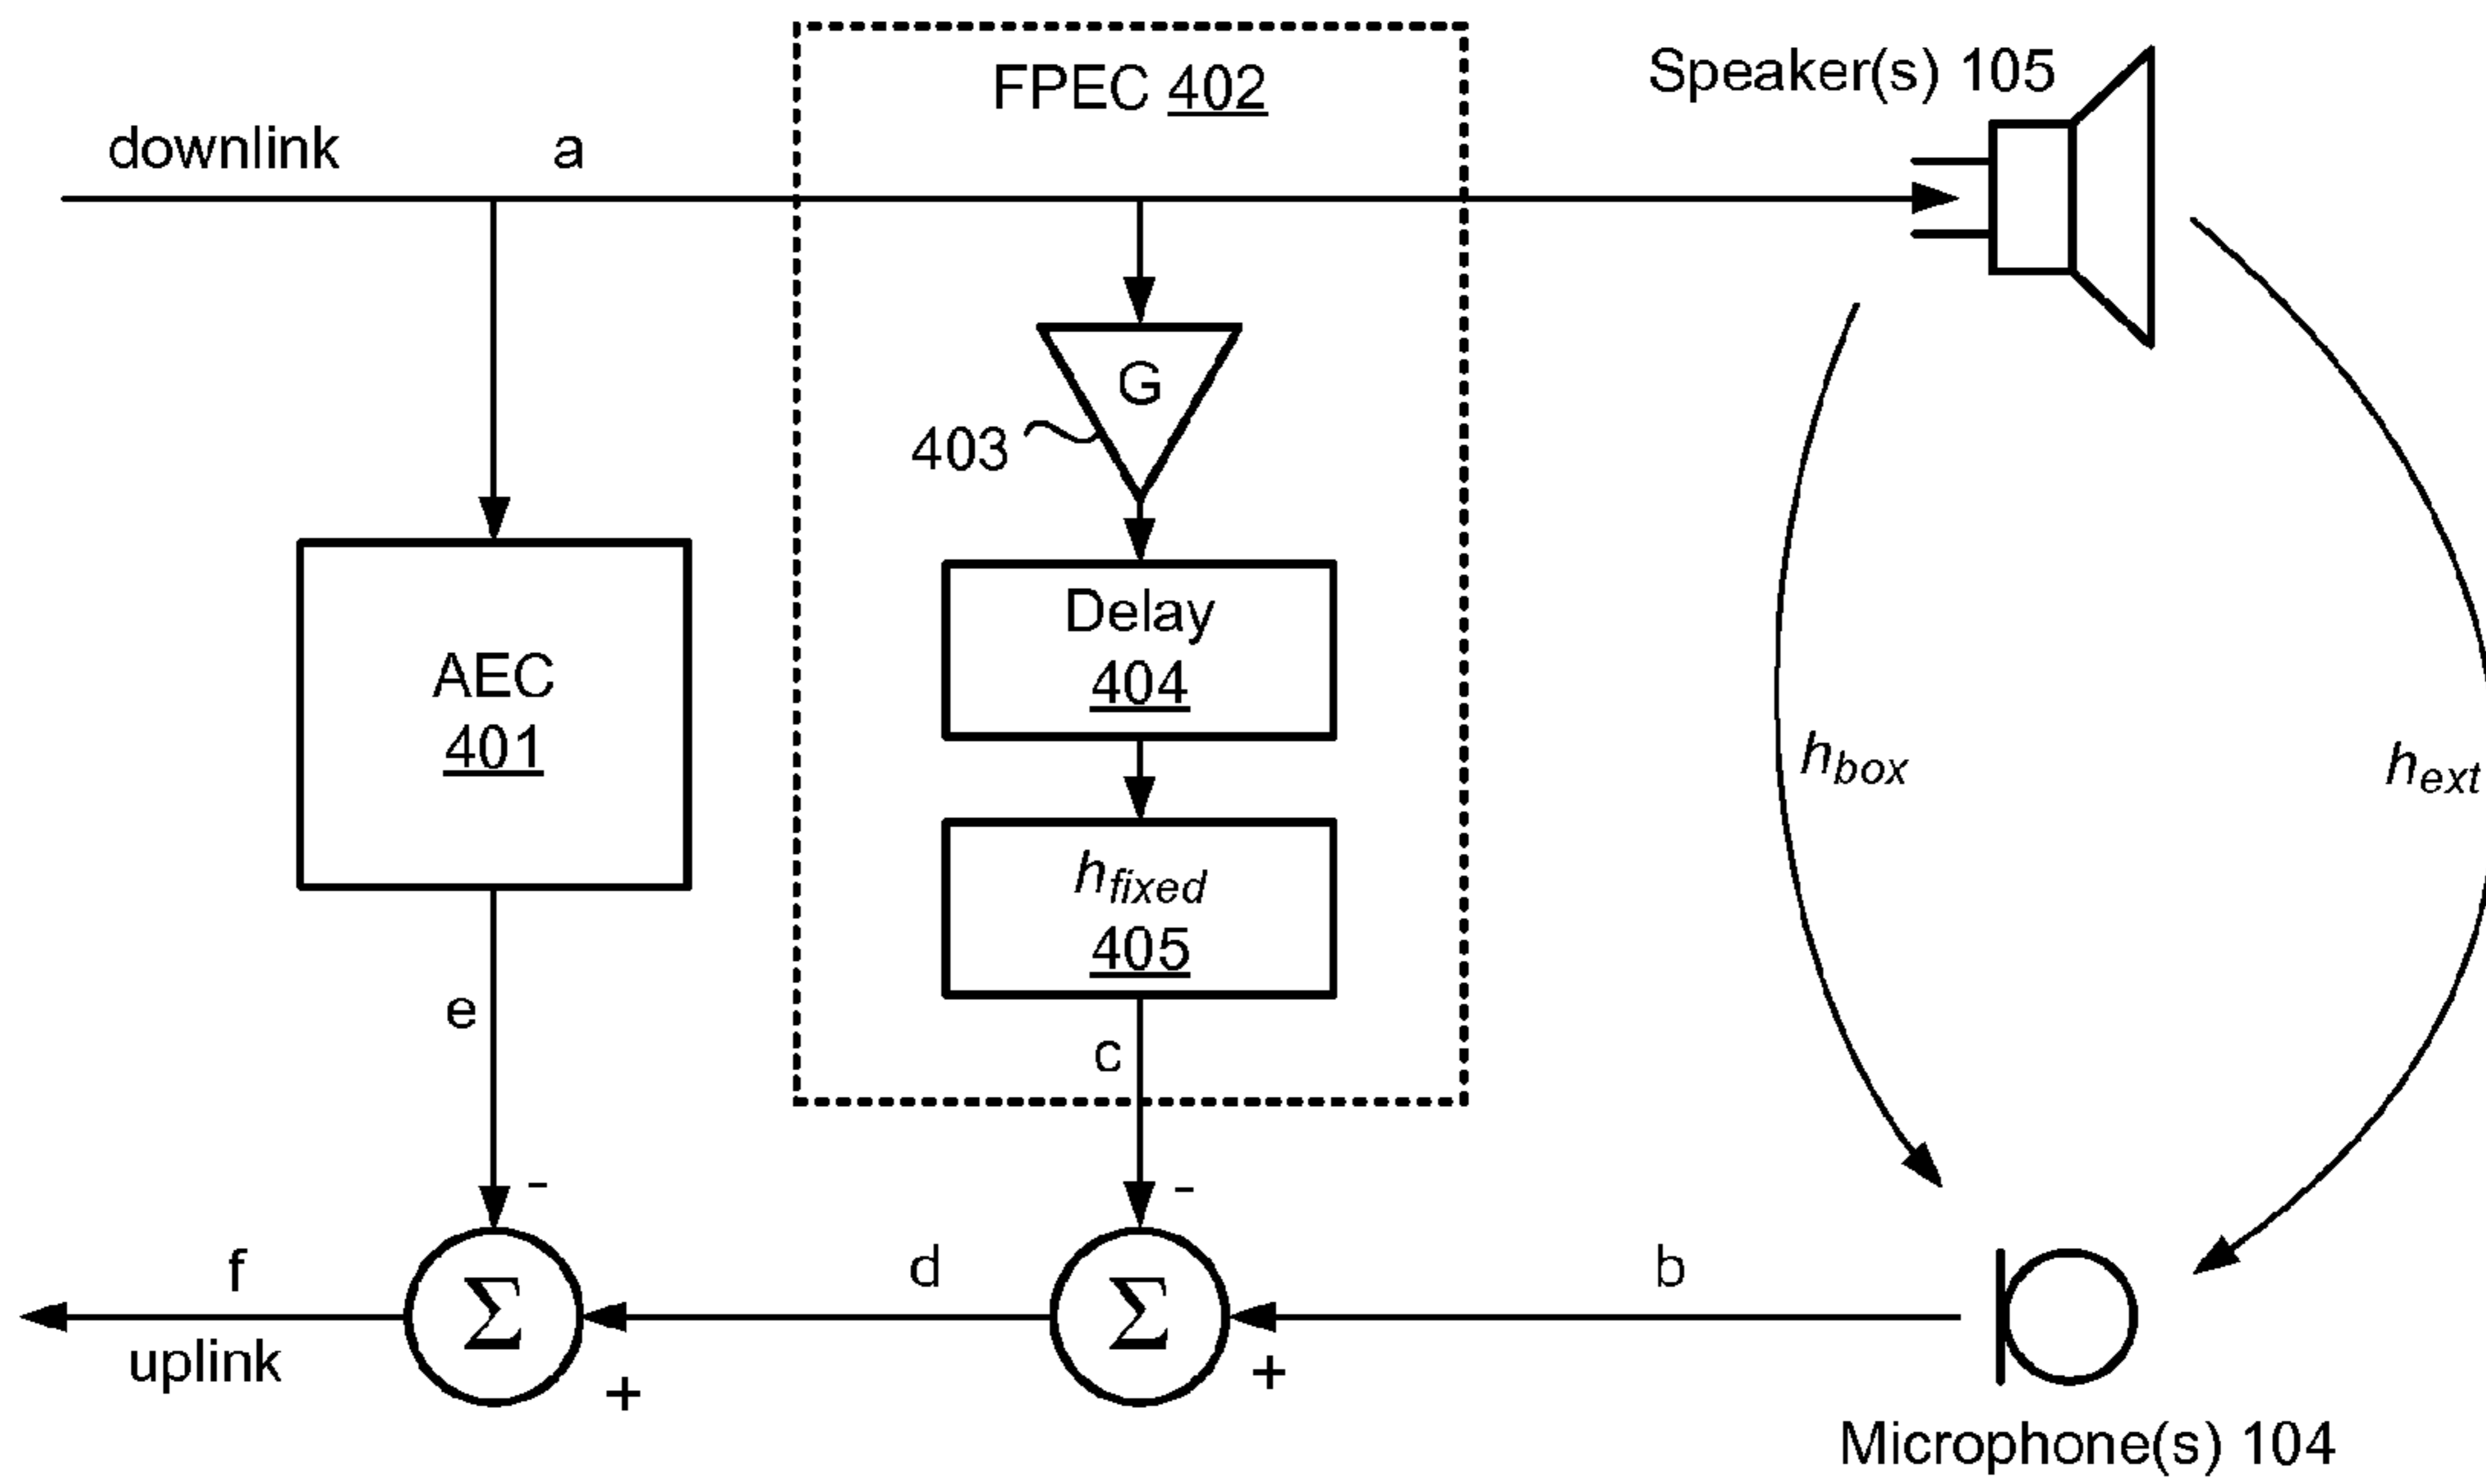 FPEC 402
Speaker(s) 105
downlink
a
G
403
Delay
404
AEC
401
h_box
h_ext
h_fixed
405
e
c
-
-
f
d
b
Σ
Σ
uplink
+
+
Microphone(s) 104